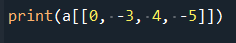 print(a[[0, -3, 4, -5]])